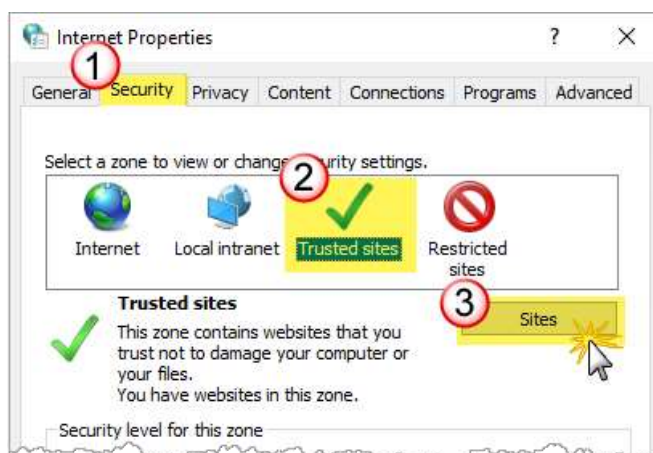 Internet Properties ? X
1
General Security Privacy Content Connections Programs Advanced
Select a zone to view or change security settings.
2
Internet Local intranet Trusted sites Restricted sites
3
Trusted sites
Sites
This zone contains websites that you
trust not to damage your computer or
your files.
You have websites in this zone.
Security level for this zone